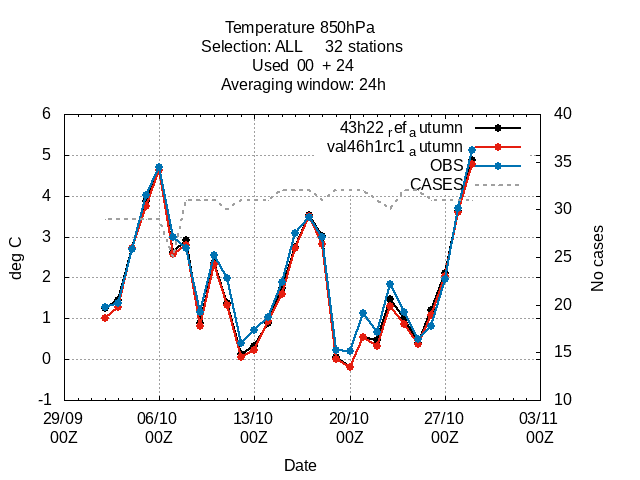 Temperature 850hPa
Selection: ALL 32 stations
Used 00 + 24
Averaging window: 24h
43h22_ref_autumn
val46h1rc1_autumn
OBS
CASES
6
5
4
3
2
1
0
-1
deg C
40
35
30
25
20
15
10
No cases
29/09 06/10 13/10 20/10 27/10 03/11
00Z 00Z 00Z 00Z 00Z 00Z
Date